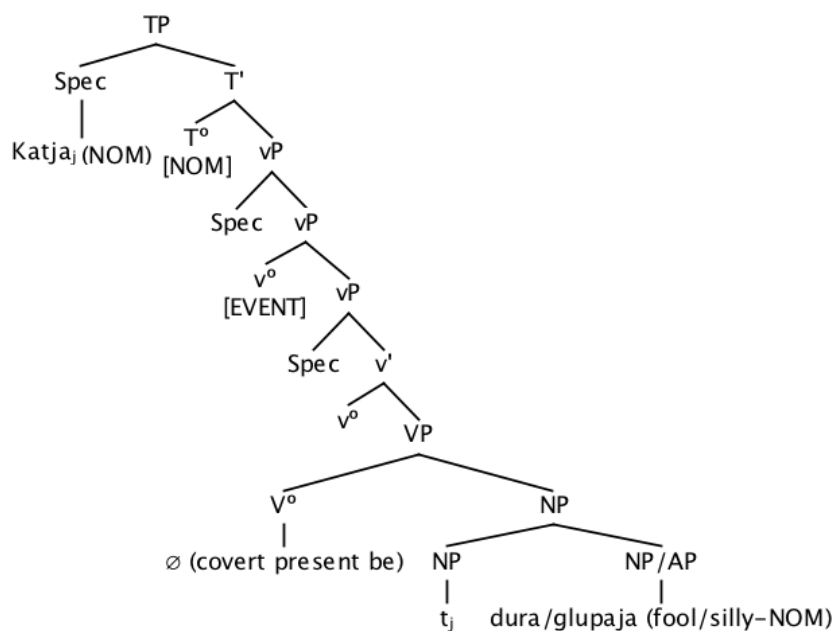 TP
Spec T'
Katjaⱼ (NOM) Tº vP
[NOM]
Spec vP
vº vP
[EVENT]
Spec v'
vº VP
Vº NP
∅ (covert present be) NP NP/AP
tⱼ dura/glupaja (fool/silly-NOM)